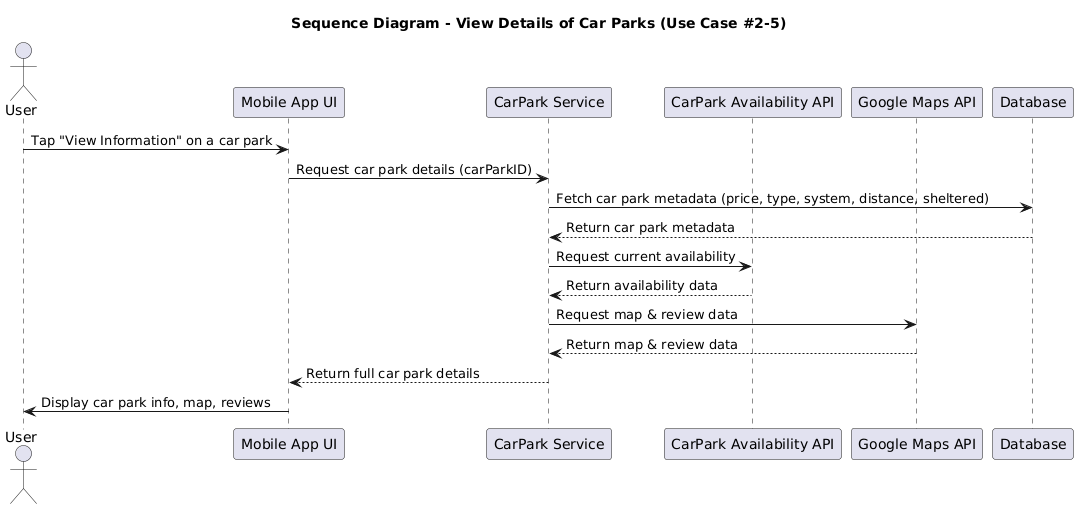 Sequence Diagram - View Details of Car Parks (Use Case #2-5)
User
Mobile App UI
CarPark Service
CarPark Availability API
Google Maps API
Database
Tap "View Information" on a car park
Request car park details (carParkID)
Fetch car park metadata (price, type, system, distance, sheltered)
Return car park metadata
Request current availability
Return availability data
Request map & review data
Return map & review data
Return full car park details
Display car park info, map, reviews
User
Mobile App UI
CarPark Service
CarPark Availability API
Google Maps API
Database